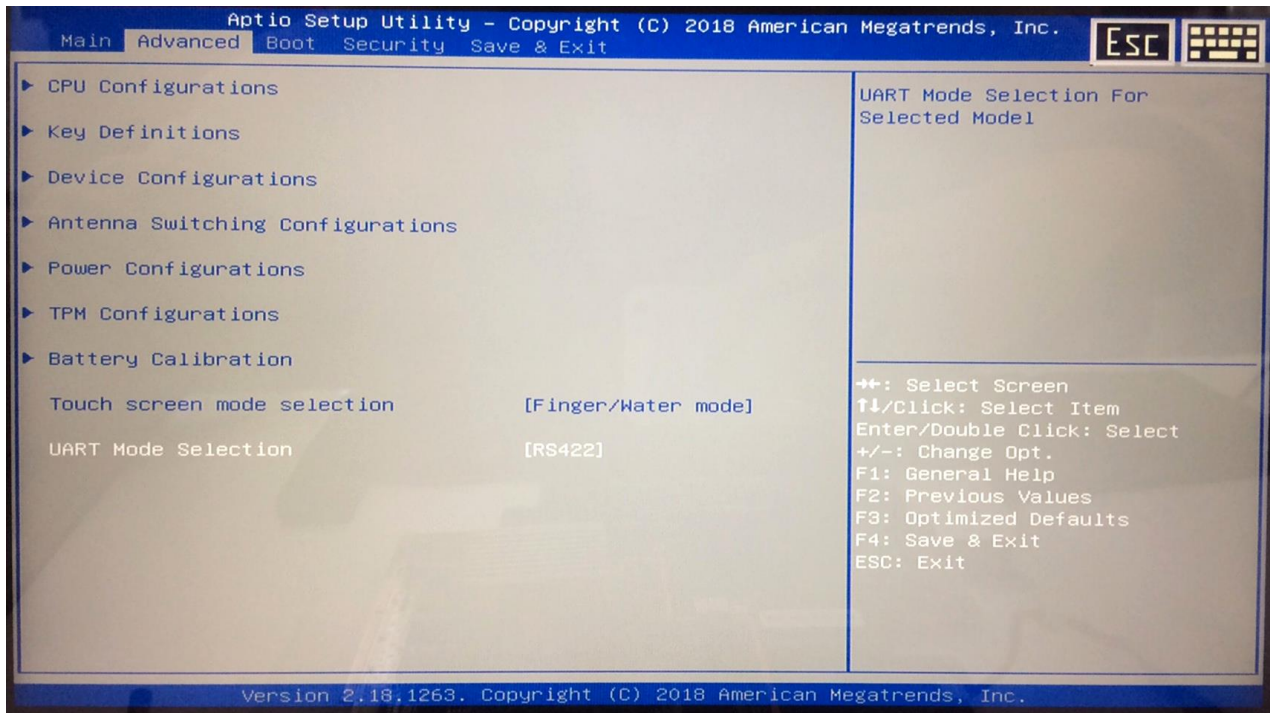 Aptio Setup Utility – Copyright (C) 2018 American Megatrends, Inc.
Main Advanced Boot Security Save & Exit
Esc
► CPU Configurations
► Key Definitions
► Device Configurations
► Antenna Switching Configurations
► Power Configurations
► TPM Configurations
► Battery Calibration
Touch screen mode selection [Finger/Water mode]
UART Mode Selection [RS422]
UART Mode Selection For
Selected Model
→←: Select Screen
↑↓/Click: Select Item
Enter/Double Click: Select
+/-: Change Opt.
F1: General Help
F2: Previous Values
F3: Optimized Defaults
F4: Save & Exit
ESC: Exit
Version 2.18.1263. Copyright (C) 2018 American Megatrends, Inc.